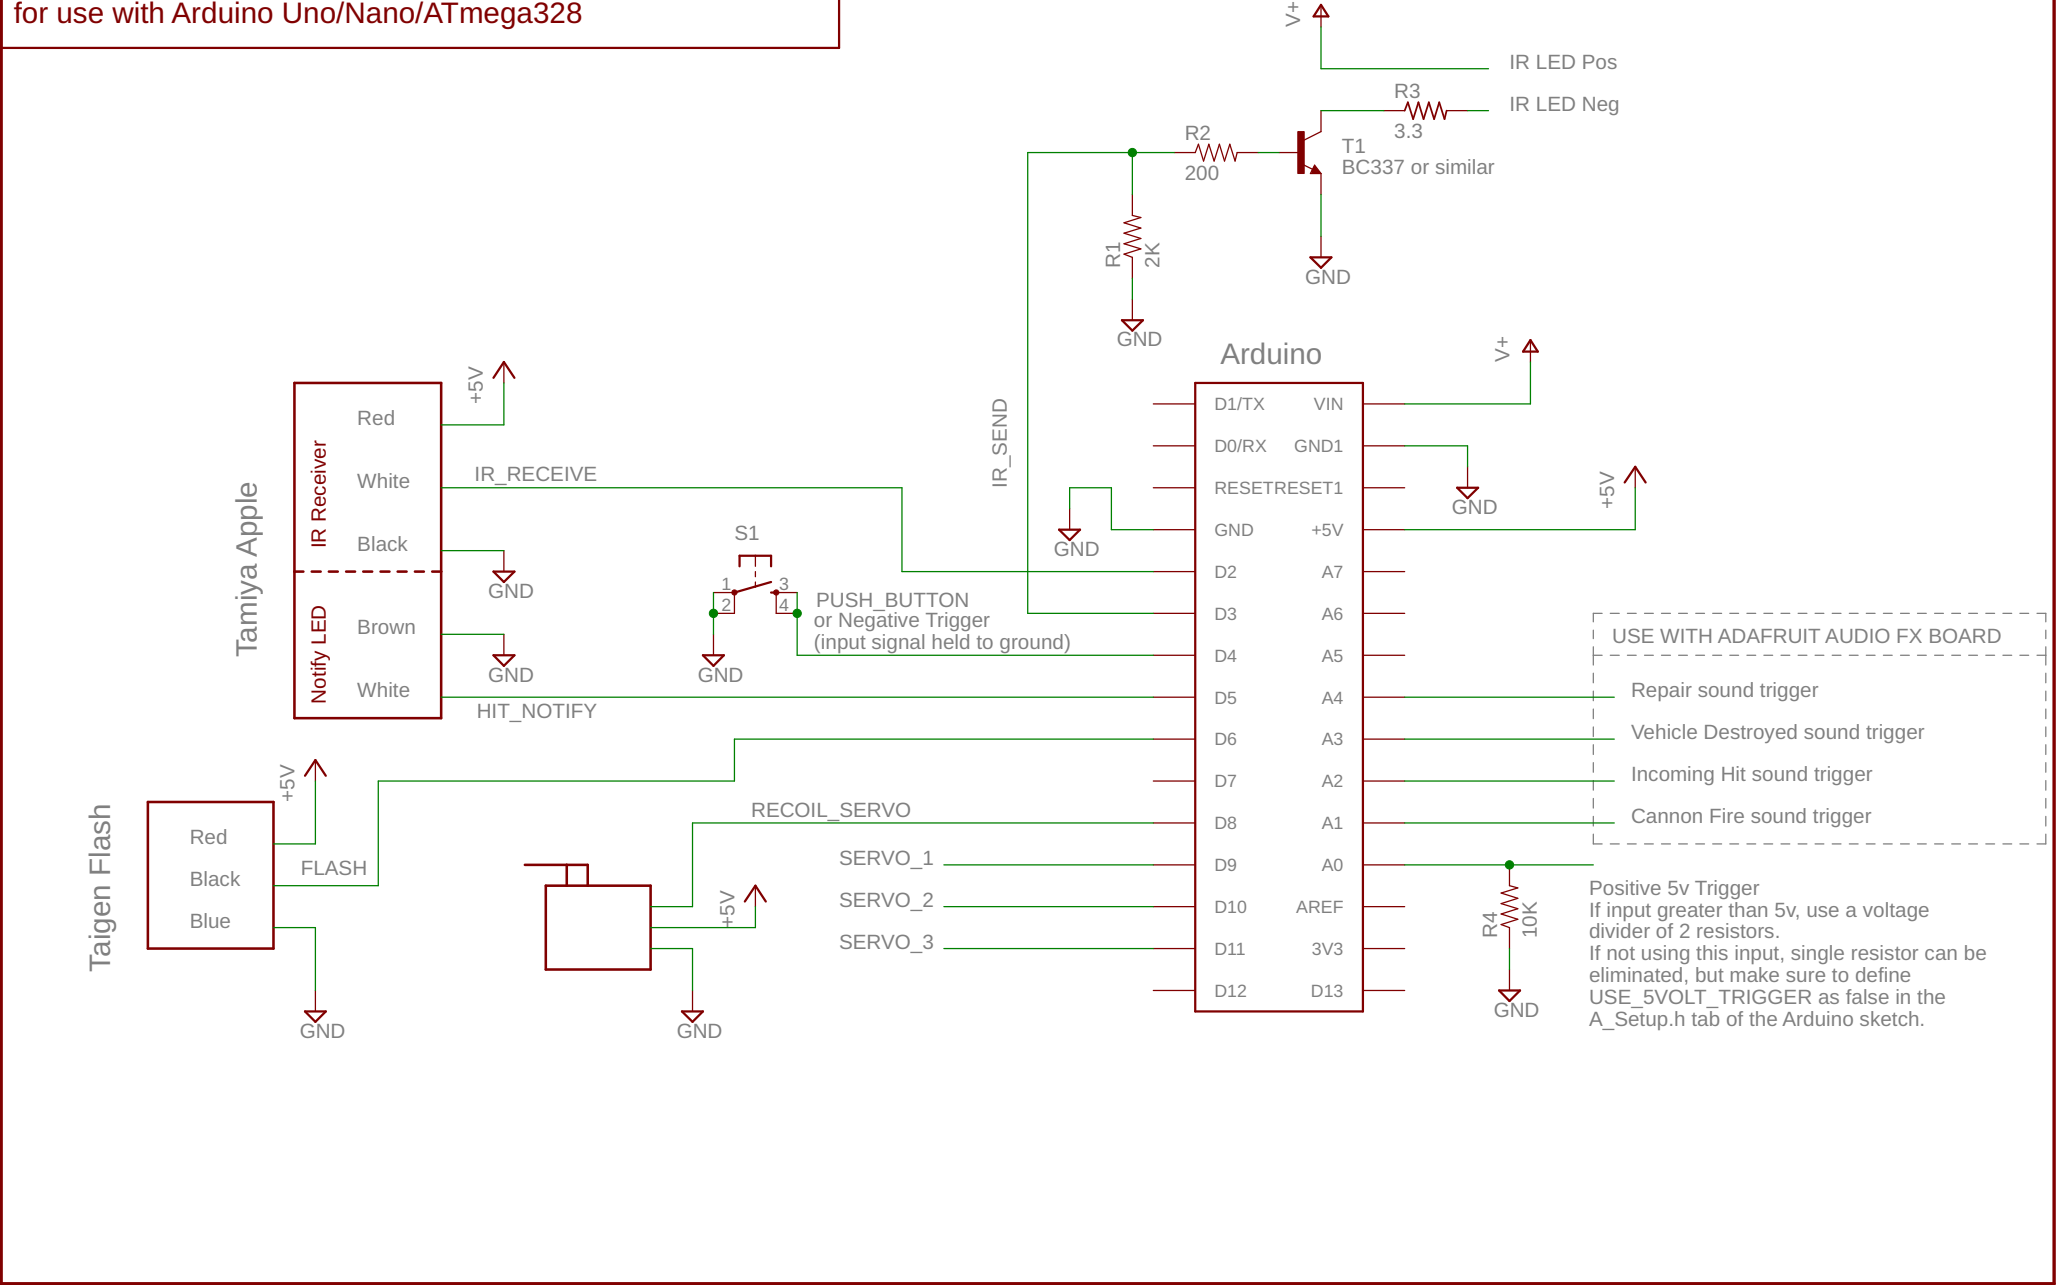 for use with Arduino Uno/Nano/ATmega328
V+
IR LED Pos
R3
IR LED Neg
3.3
R2
200
T1
BC337 or similar
R1
2K
GND
GND
Arduino
V+
IR_SEND
D1/TX VIN
D0/RX GND1
RESET RESET1
GND +5V
D2 A7
D3 A6
D4 A5
D5 A4
D6 A3
D7 A2
D8 A1
D9 A0
D10 AREF
D11 3V3
D12 D13
GND
GND
+5V
Tamiya Apple
IR Receiver
Red
White
Black
Notify LED
Brown
White
+5V
IR_RECEIVE
GND
GND
HIT_NOTIFY
S1
1 3
2 4
GND
PUSH_BUTTON
or Negative Trigger
(input signal held to ground)
USE WITH ADAFRUIT AUDIO FX BOARD
Repair sound trigger
Vehicle Destroyed sound trigger
Incoming Hit sound trigger
Cannon Fire sound trigger
Taigen Flash
Red
Black
Blue
+5V
FLASH
GND
RECOIL_SERVO
+5V
GND
SERVO_1
SERVO_2
SERVO_3
R4
10K
GND
Positive 5v Trigger
If input greater than 5v, use a voltage
divider of 2 resistors.
If not using this input, single resistor can be
eliminated, but make sure to define
USE_5VOLT_TRIGGER as false in the
A_Setup.h tab of the Arduino sketch.